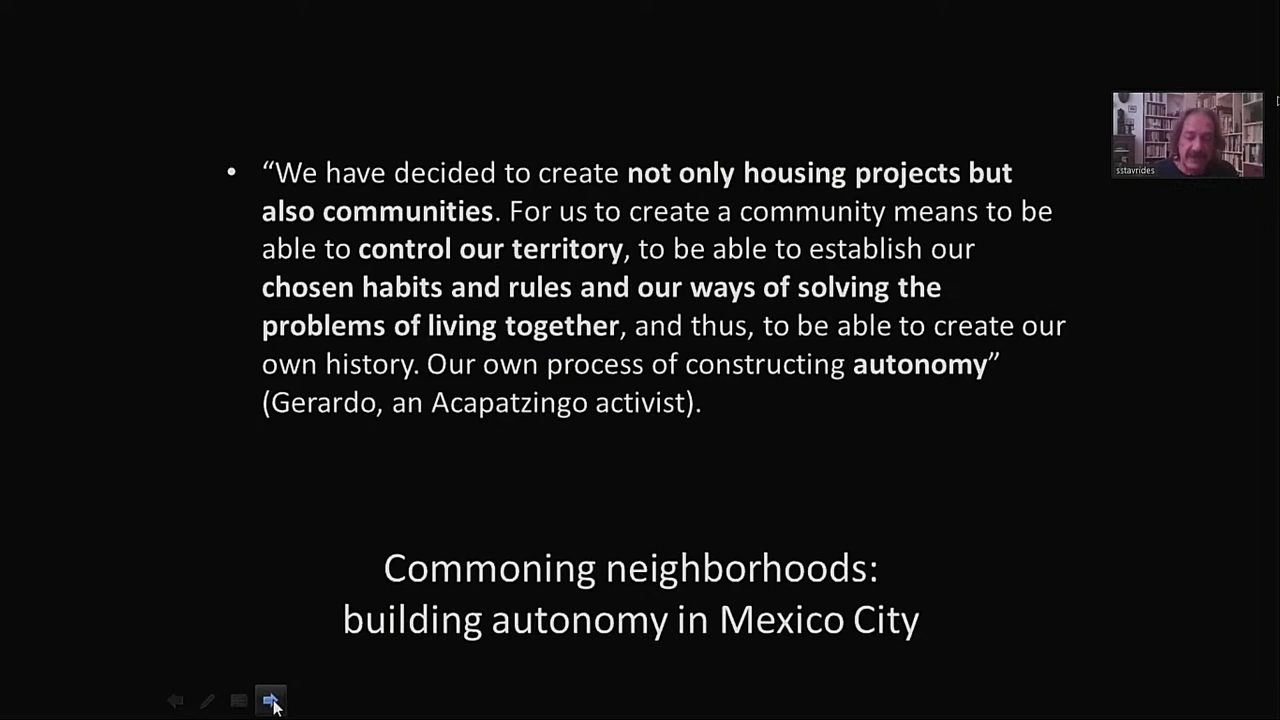 • “We have decided to create not only housing projects but
also communities. For us to create a community means to be
able to control our territory, to be able to establish our
chosen habits and rules and our ways of solving the
problems of living together, and thus, to be able to create our
own history. Our own process of constructing autonomy”
(Gerardo, an Acapatzingo activist).
sstavrides
Commoning neighborhoods:
building autonomy in Mexico City